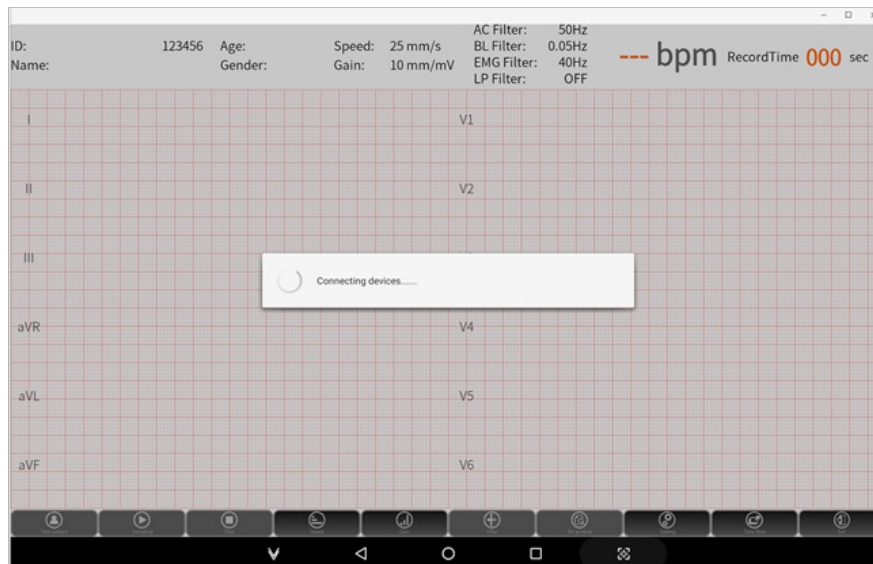 ID: 123456 Age: Speed: 25 mm/s AC Filter: 50Hz
Name: Gender: Gain: 10 mm/mV BL Filter: 0.05Hz
EMG Filter: 40Hz
LP Filter: OFF
--- bpm RecordTime 000 sec
I V1
II V2
III
Connecting devices......
aVR V4
aVL V5
aVF V6